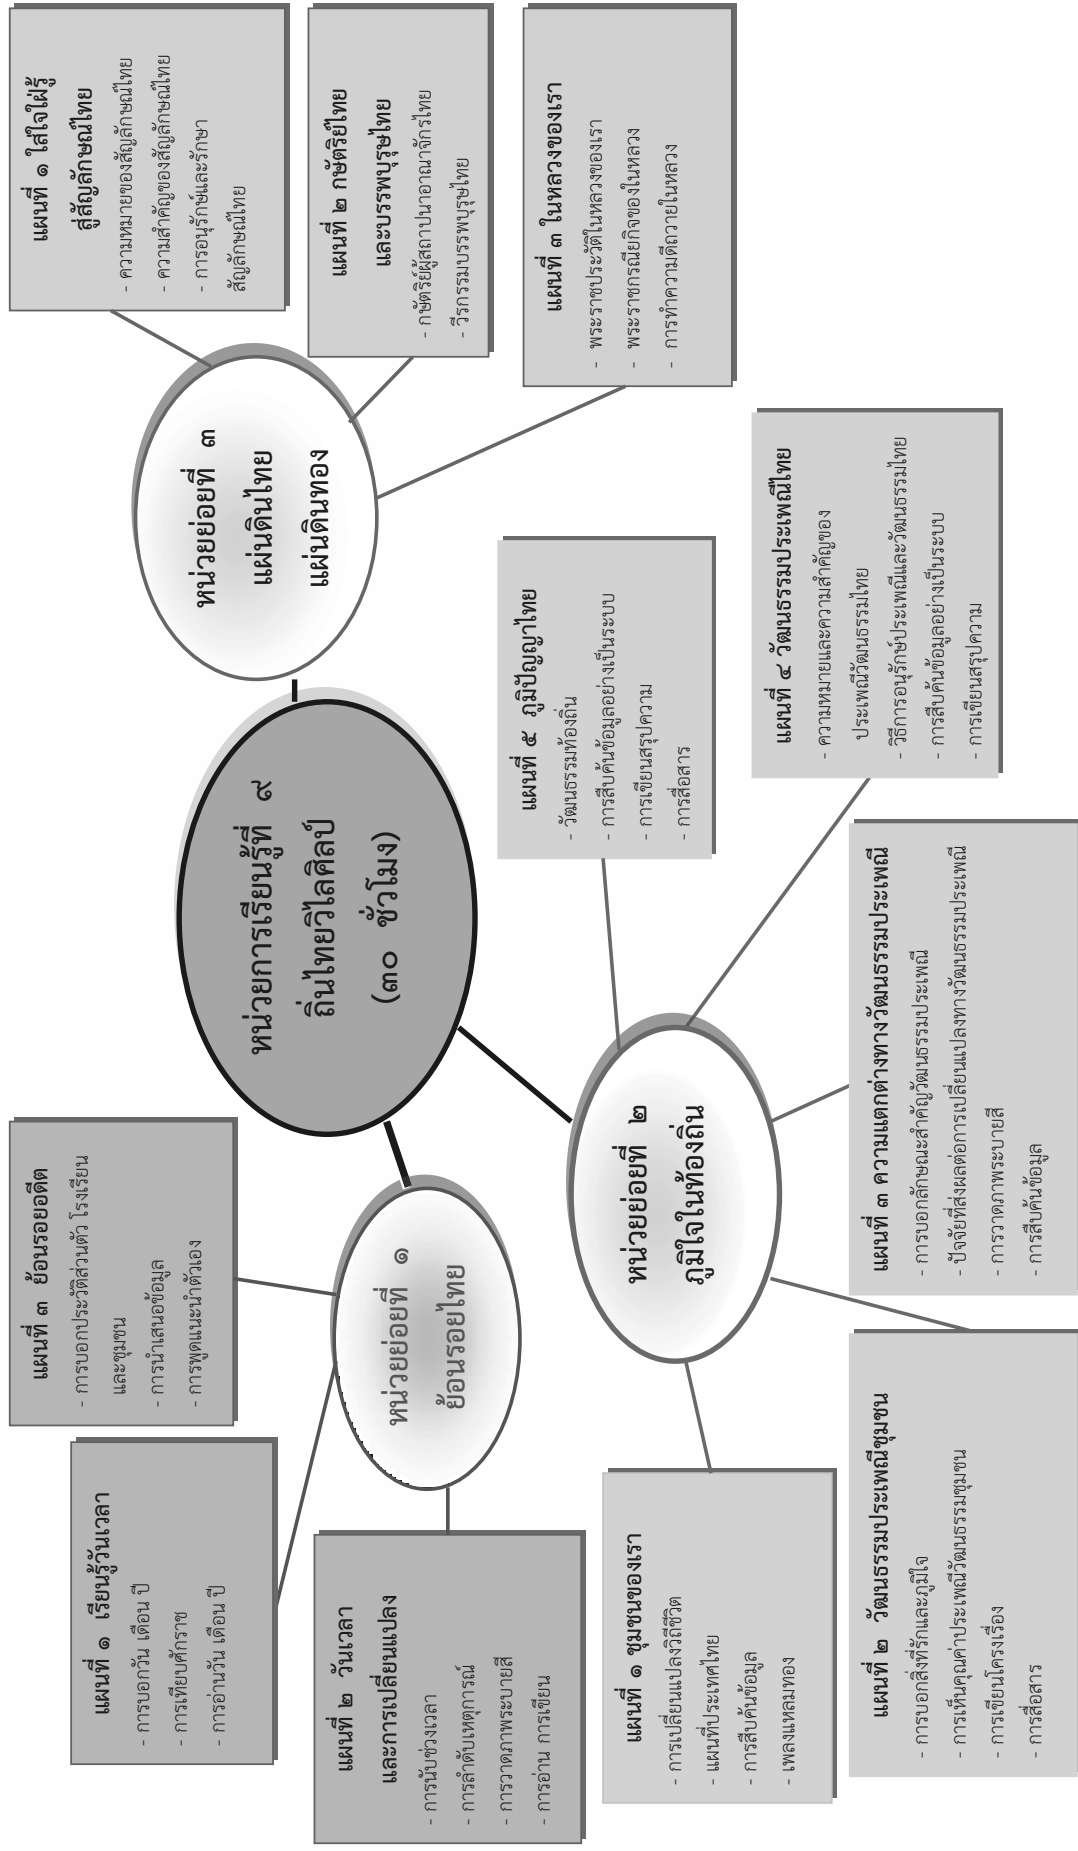 หน่วยการเรียนรู้ที่ ๙
ถิ่นไทยวิไลศิลป์
(๓๐ ชั่วโมง)
หน่วยย่อยที่ ๑
ย้อนรอยไทย
แผนที่ ๑ เรียนรู้วันเวลา
- การบอกวัน เดือน ปี
- การเทียบศักราช
- การอ่านวัน เดือน ปี
แผนที่ ๒ วันเวลา
และการเปลี่ยนแปลง
- การนับช่วงเวลา
- การลำดับเหตุการณ์
- การวาดภาพระบายสี
- การอ่าน การเขียน
แผนที่ ๓ ย้อนรอยอดีต
- การบอกประวัติส่วนตัว โรงเรียน
และชุมชน
- การนำเสนอข้อมูล
- การพูดแนะนำตัวเอง
หน่วยย่อยที่ ๒
ภูมิใจในท้องถิ่น
แผนที่ ๑ ชุมชนของเรา
- การเปลี่ยนแปลงวิถีชีวิต
- แผนที่ประเทศไทย
- การสืบค้นข้อมูล
- เพลงแหลมทอง
แผนที่ ๒ วัฒนธรรมประเพณีชุมชน
- การบอกสิ่งที่รักและภูมิใจ
- การเห็นคุณค่าประเพณีวัฒนธรรมชุมชน
- การเขียนโครงเรื่อง
- การสื่อสาร
แผนที่ ๓ ความแตกต่างทางวัฒนธรรมประเพณี
- การบอกลักษณะสำคัญวัฒนธรรมประเพณี
- ปัจจัยที่ส่งผลต่อการเปลี่ยนแปลงทางวัฒนธรรมประเพณี
- การวาดภาพระบายสี
- การสืบค้นข้อมูล
แผนที่ ๔ วัฒนธรรมประเพณีไทย
- ความหมายและความสำคัญของ
ประเพณีวัฒนธรรมไทย
- วิธีการอนุรักษ์ประเพณีและวัฒนธรรมไทย
- การสืบค้นข้อมูลอย่างเป็นระบบ
- การเขียนสรุปความ
แผนที่ ๕ ภูมิปัญญาไทย
- วัฒนธรรมท้องถิ่น
- การสืบค้นข้อมูลอย่างเป็นระบบ
- การเขียนสรุปความ
- การสื่อสาร
หน่วยย่อยที่ ๓
แผ่นดินไทย
แผ่นดินทอง
แผนที่ ๑ ใส่ใจใฝ่รู้
สู่สัญลักษณ์ไทย
- ความหมายของสัญลักษณ์ไทย
- ความสำคัญของสัญลักษณ์ไทย
- การอนุรักษ์และรักษา
สัญลักษณ์ไทย
แผนที่ ๒ กษัตริย์ไทย
และบรรพบุรุษไทย
- กษัตริย์ผู้สถาปนาอาณาจักรไทย
- วีรกรรมบรรพบุรุษไทย
แผนที่ ๓ ในหลวงของเรา
- พระราชประวัติในหลวงของเรา
- พระราชกรณียกิจของในหลวง
- การทำความดีถวายในหลวง